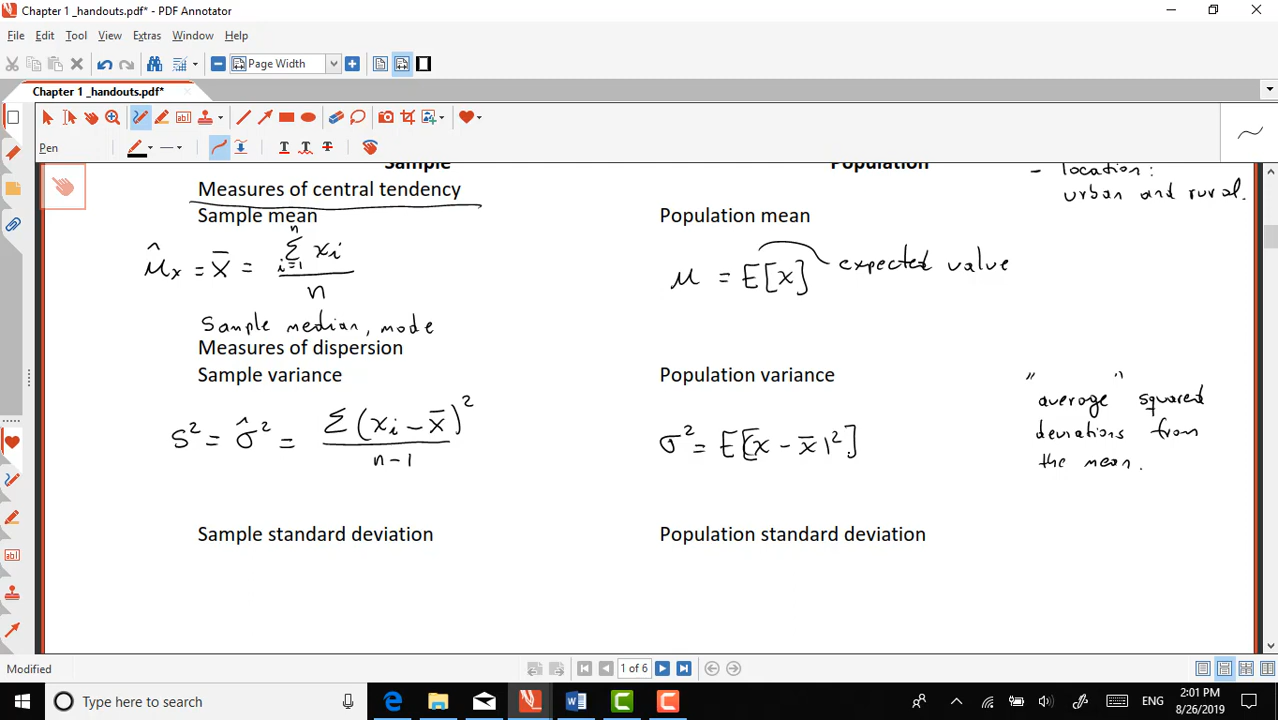 Chapter 1 _handouts.pdf* - PDF Annotator
File Edit Tool View Extras Window Help
Page Width
Chapter 1 _handouts.pdf*
Pen
Sample Population
- location:
urban and rural.
Measures of central tendency
Sample mean Population mean
μ̂x = x̄ = Σ i=1 n xi / n
μ = E[x] expected value
Sample median, mode
Measures of dispersion
Sample variance Population variance
S² = σ̂² = Σ(xi - x̄)² / n-1
σ² = E[(x - x̄)²]
"average" squared
deviations from
the mean.
Sample standard deviation Population standard deviation
Modified 1 of 6
Type here to search
ENG
2:01 PM
8/26/2019